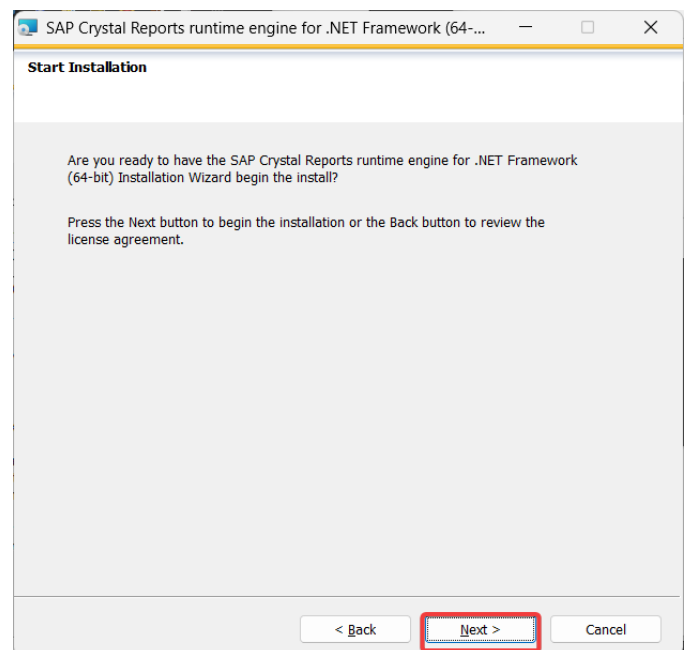 SAP Crystal Reports runtime engine for .NET Framework (64-...
Start Installation
Are you ready to have the SAP Crystal Reports runtime engine for .NET Framework
(64-bit) Installation Wizard begin the install?
Press the Next button to begin the installation or the Back button to review the
license agreement.
< Back Next > Cancel